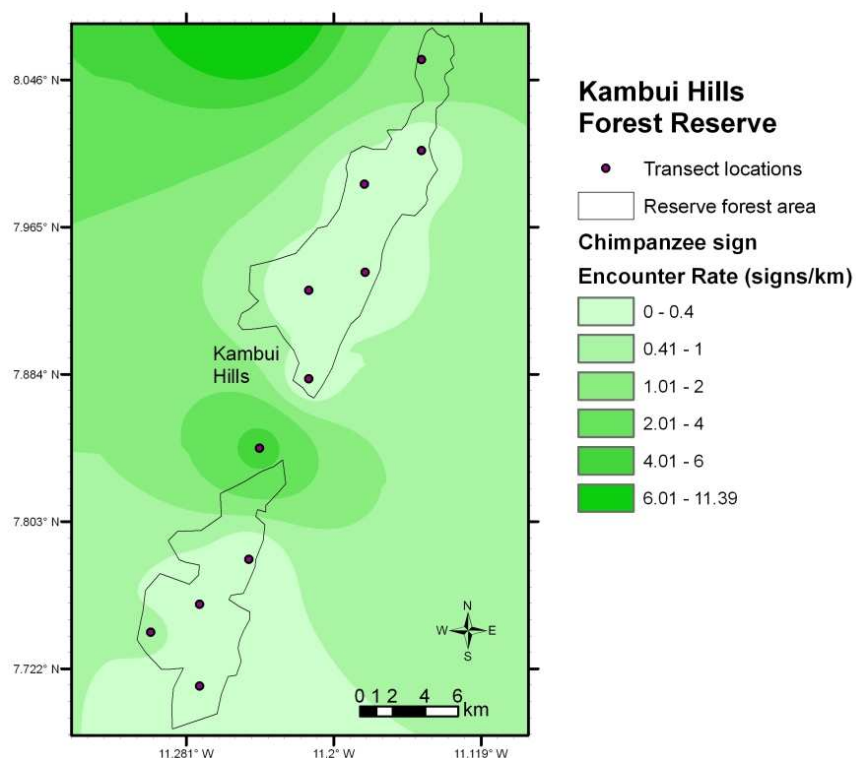 8.046° N
7.965° N
7.884° N
7.803° N
7.722° N
11.281° W
11.2° W
11.119° W
Kambui
Hills
N
W E
S
0 1 2 4 6
km
Kambui Hills
Forest Reserve
Transect locations
Reserve forest area
Chimpanzee sign
Encounter Rate (signs/km)
0 - 0.4
0.41 - 1
1.01 - 2
2.01 - 4
4.01 - 6
6.01 - 11.39